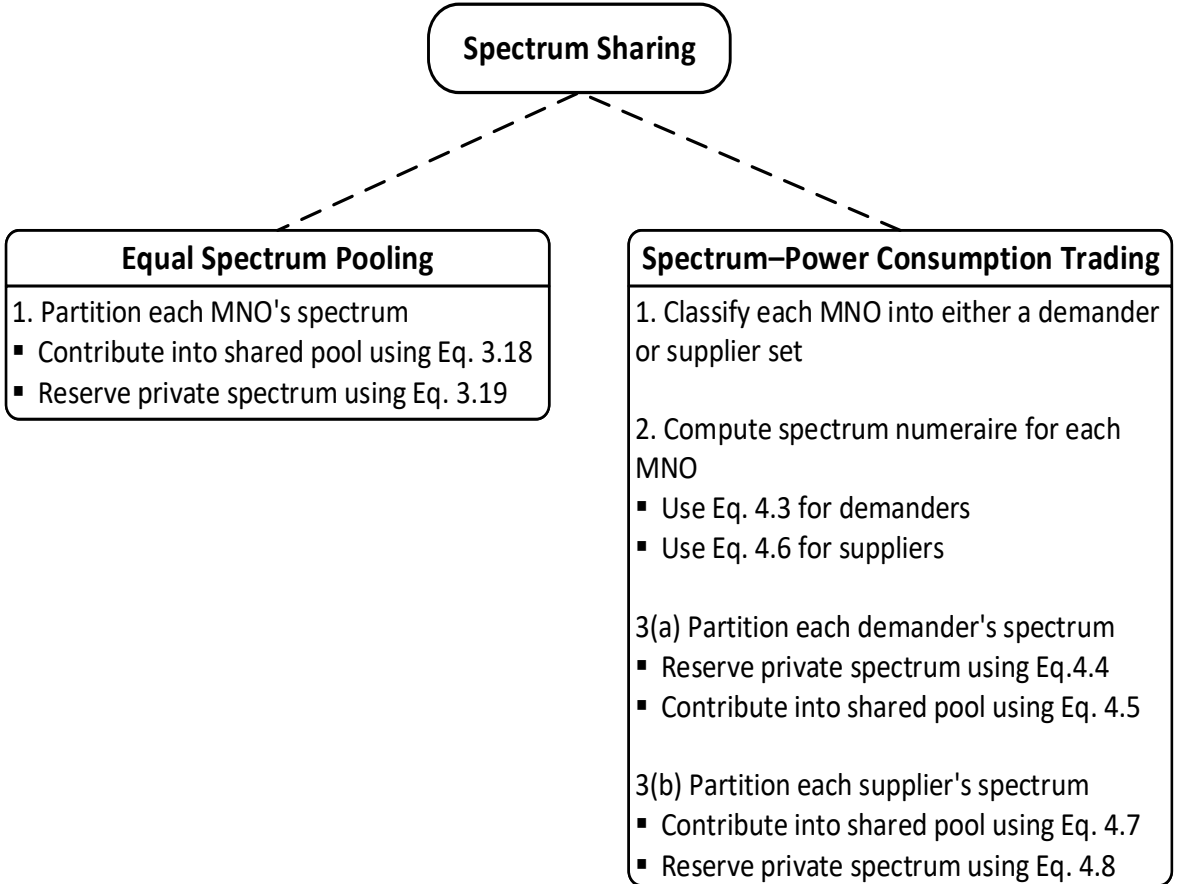 Spectrum Sharing
Equal Spectrum Pooling
1. Partition each MNO's spectrum
▪ Contribute into shared pool using Eq. 3.18
▪ Reserve private spectrum using Eq. 3.19
Spectrum–Power Consumption Trading
1. Classify each MNO into either a demander
or supplier set
2. Compute spectrum numeraire for each
MNO
▪ Use Eq. 4.3 for demanders
▪ Use Eq. 4.6 for suppliers
3(a) Partition each demander's spectrum
▪ Reserve private spectrum using Eq.4.4
▪ Contribute into shared pool using Eq. 4.5
3(b) Partition each supplier's spectrum
▪ Contribute into shared pool using Eq. 4.7
▪ Reserve private spectrum using Eq. 4.8